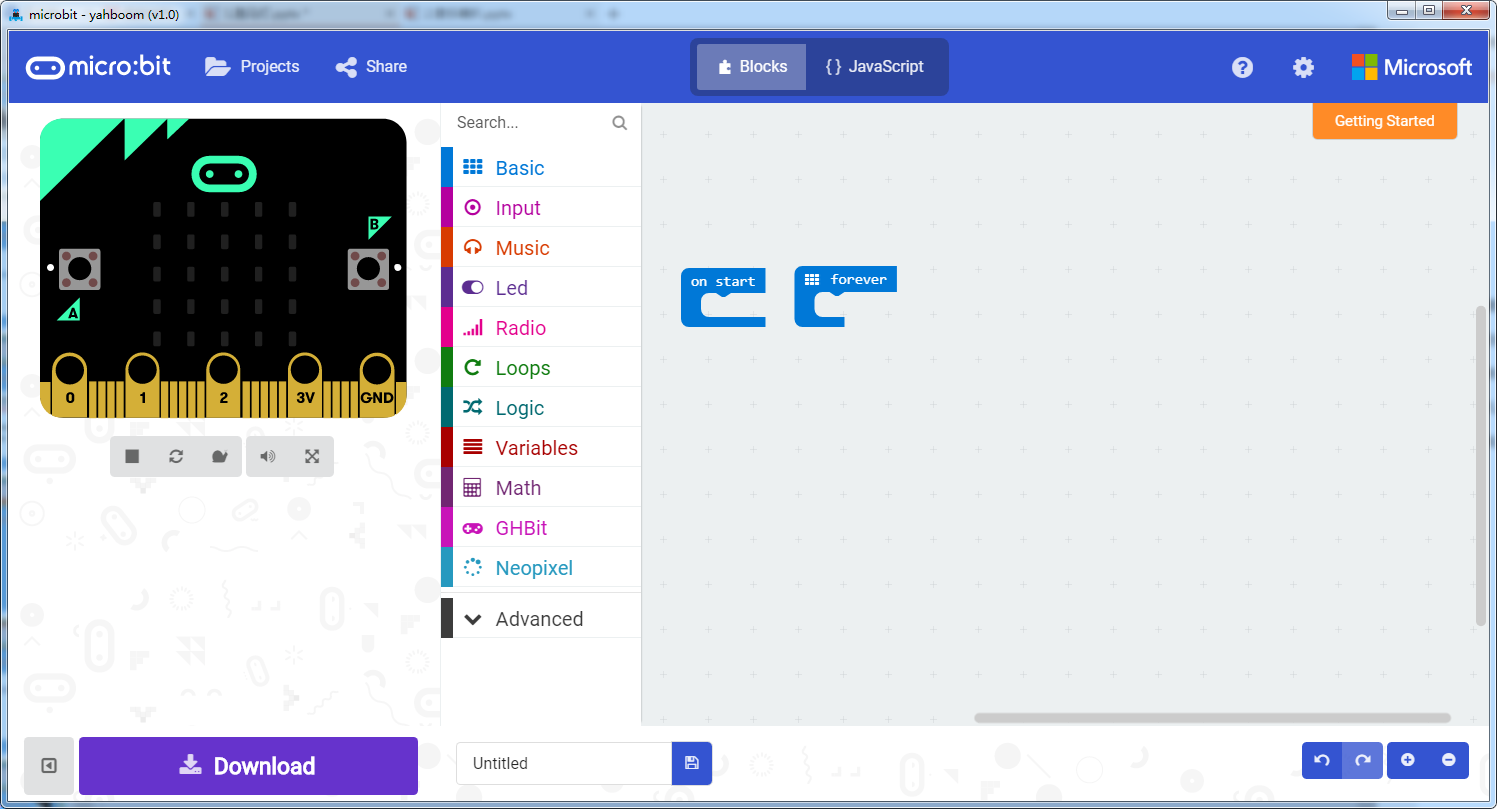 microbit - yahboom (v1.0)
micro:bit
Projects
Share
Blocks
{ } JavaScript
?
Microsoft
Getting Started
Search...
Basic
Input
Music
Led
Radio
Loops
Logic
Variables
Math
GHBit
Neopixel
Advanced
on start
forever
B
A
0 1 2 3V GND
Download
Untitled